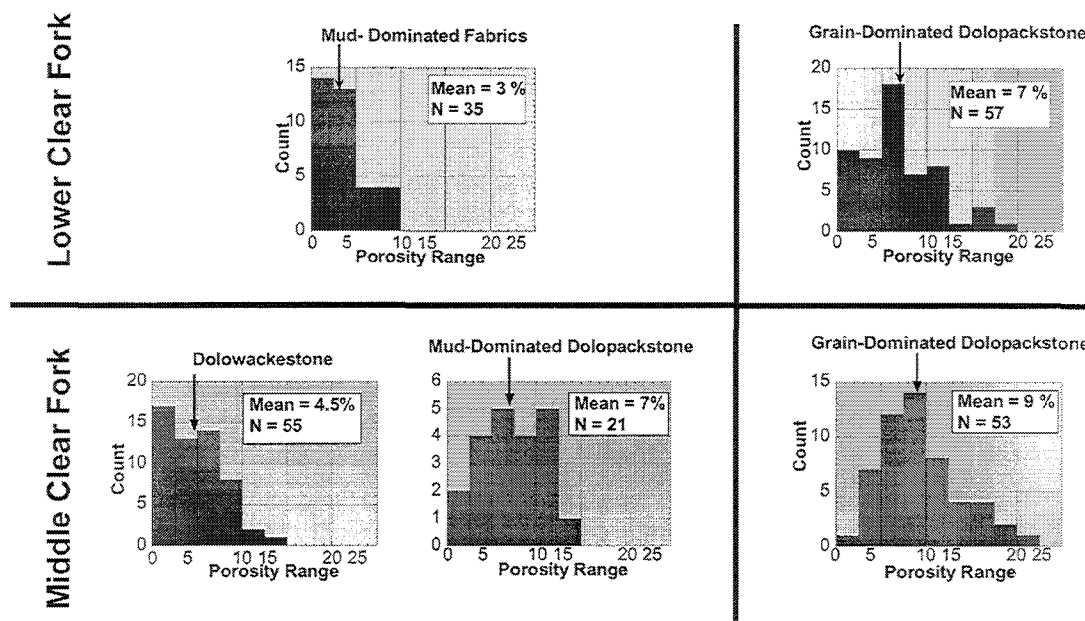 Lower Clear Fork
Mud- Dominated Fabrics
15
10
5
0
Count
Mean = 3 %
N = 35
0 5 10 15 20 25
Porosity Range
Grain-Dominated Dolopackstone
20
15
10
5
0
Count
Mean = 7 %
N = 57
0 5 10 15 20 25
Porosity Range
Middle Clear Fork
Dolowackestone
20
15
10
5
0
Count
Mean = 4.5%
N = 55
0 5 10 15 20 25
Porosity Range
Mud-Dominated Dolopackstone
6
5
4
3
2
1
0
Mean = 7%
N = 21
0 5 10 15 20 25
Porosity Range
Grain-Dominated Dolopackstone
15
10
5
0
Count
Mean = 9 %
N = 53
0 5 10 15 20 25
Porosity Range